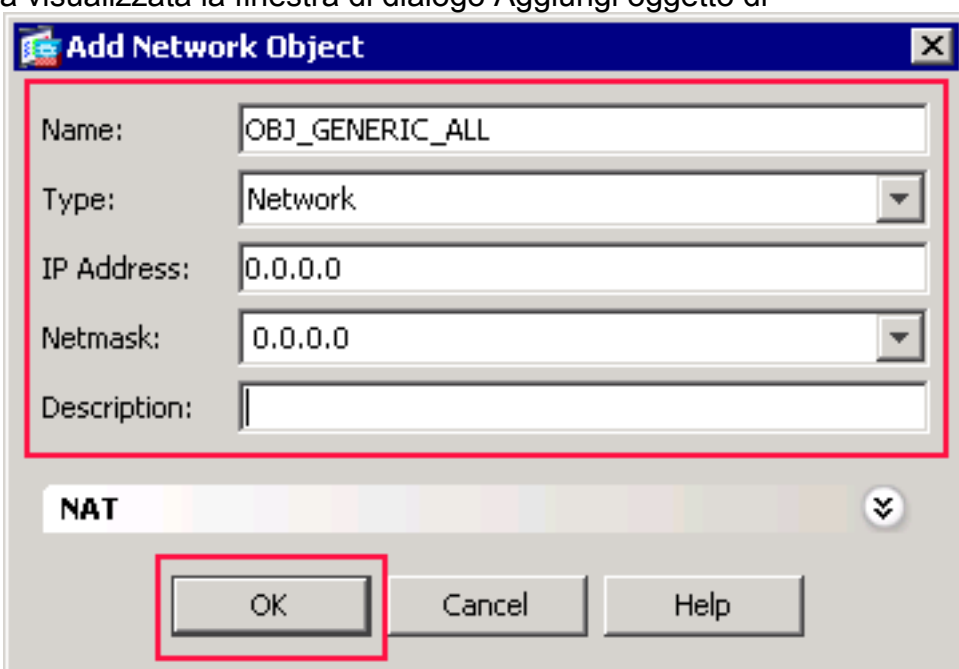 a visualizzata la finestra di dialogo Aggiungi oggetto di
Add Network Object
Name: OBJ_GENERIC_ALL
Type: Network
IP Address: 0.0.0.0
Netmask: 0.0.0.0
Description:
NAT
OK Cancel Help